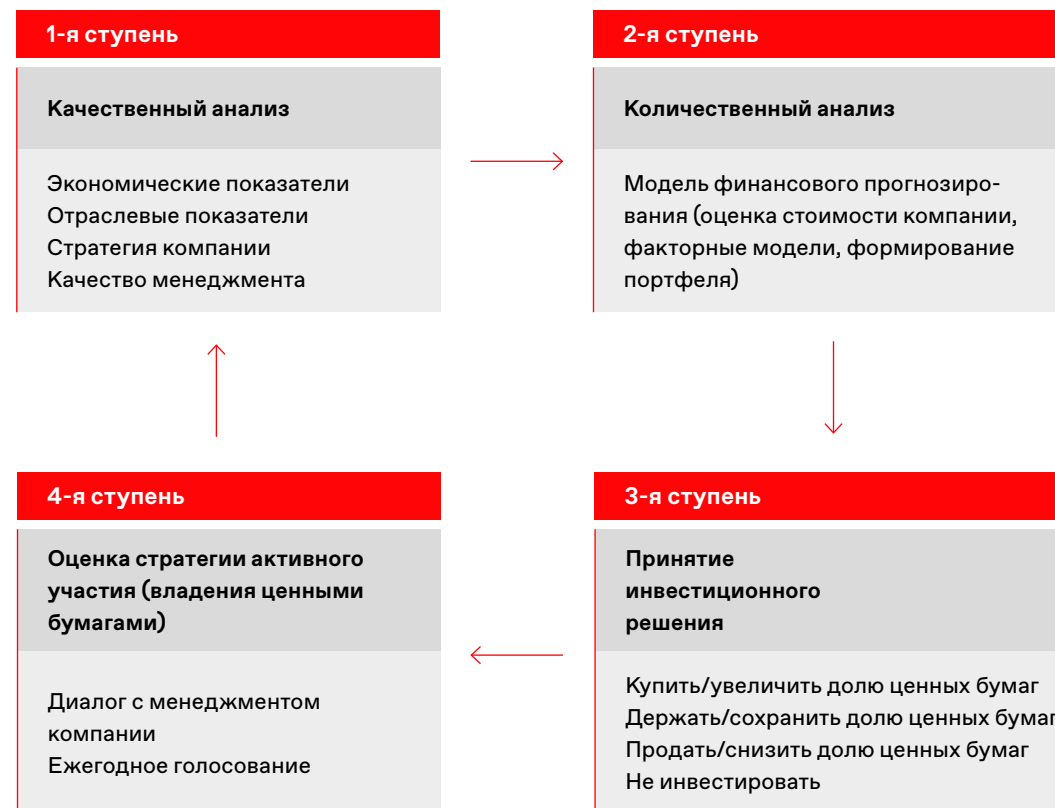 1-я ступень
Качественный анализ
Экономические показатели
Отраслевые показатели
Стратегия компании
Качество менеджмента
2-я ступень
Количественный анализ
Модель финансового прогнозиро-
вания (оценка стоимости компании,
факторные модели, формирование
портфеля)
4-я ступень
Оценка стратегии активного
участия (владения ценными
бумагами)
Диалог с менеджментом
компании
Ежегодное голосование
3-я ступень
Принятие
инвестиционного
решения
Купить/увеличить долю ценных бумаг
Держать/сохранить долю ценных бумаг
Продать/снизить долю ценных бумаг
Не инвестировать